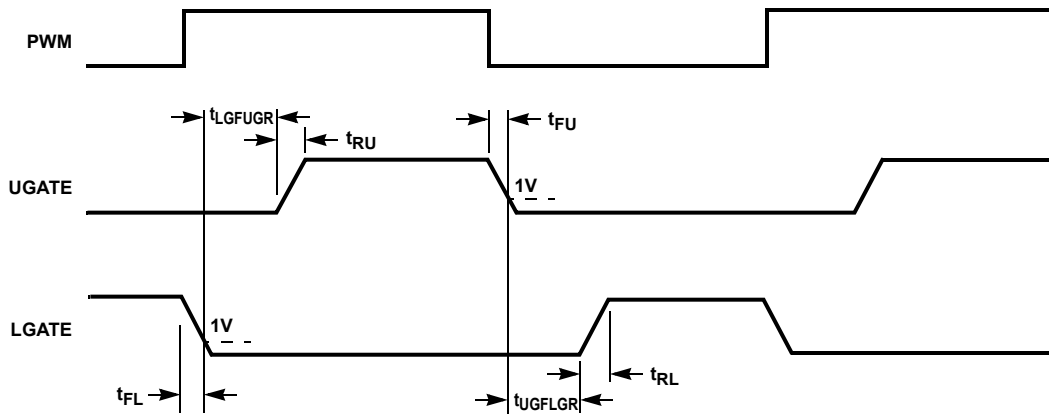 PWM
tLGFUGR
tRU
tFU
UGATE
1V
LGATE
1V
tFL
tRL
tUGFLGR